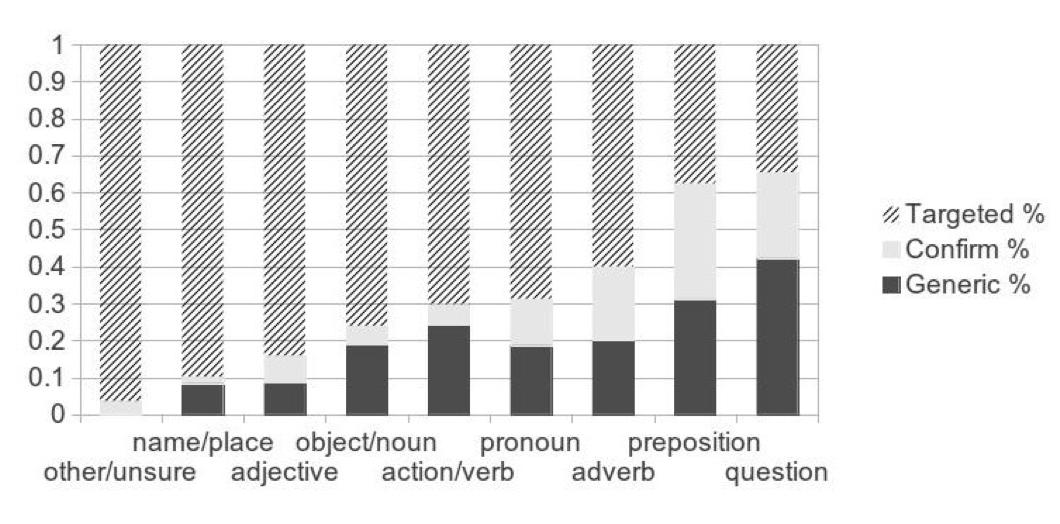 1
0.9
0.8
0.7
0.6
0.5
0.4
0.3
0.2
0.1
0
name/place object/noun pronoun preposition
other/unsure adjective action/verb adverb question
Targeted %
Confirm %
Generic %